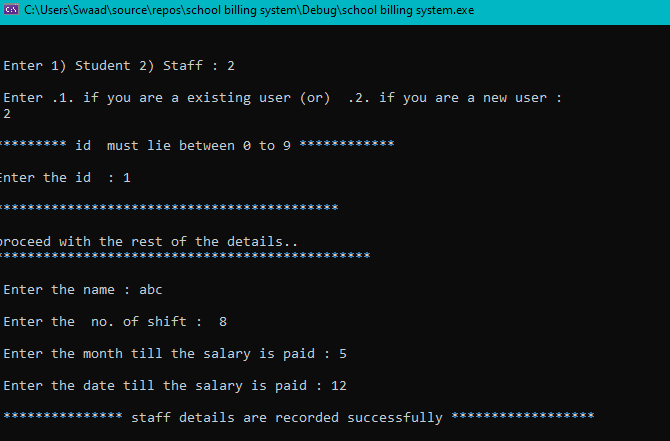 C:\Users\Swaad\source\repos\school billing system\Debug\school billing system.exe
Enter 1) Student 2) Staff : 2
Enter .1. if you are a existing user (or)  .2. if you are a new user :
2
********* id  must lie between 0 to 9 ************
Enter the id  : 1
*******************************************
proceed with the rest of the details..
***********************************************
Enter the name : abc
Enter the  no. of shift :  8
Enter the month till the salary is paid : 5
Enter the date till the salary is paid : 12
*************** staff details are recorded successfully ******************